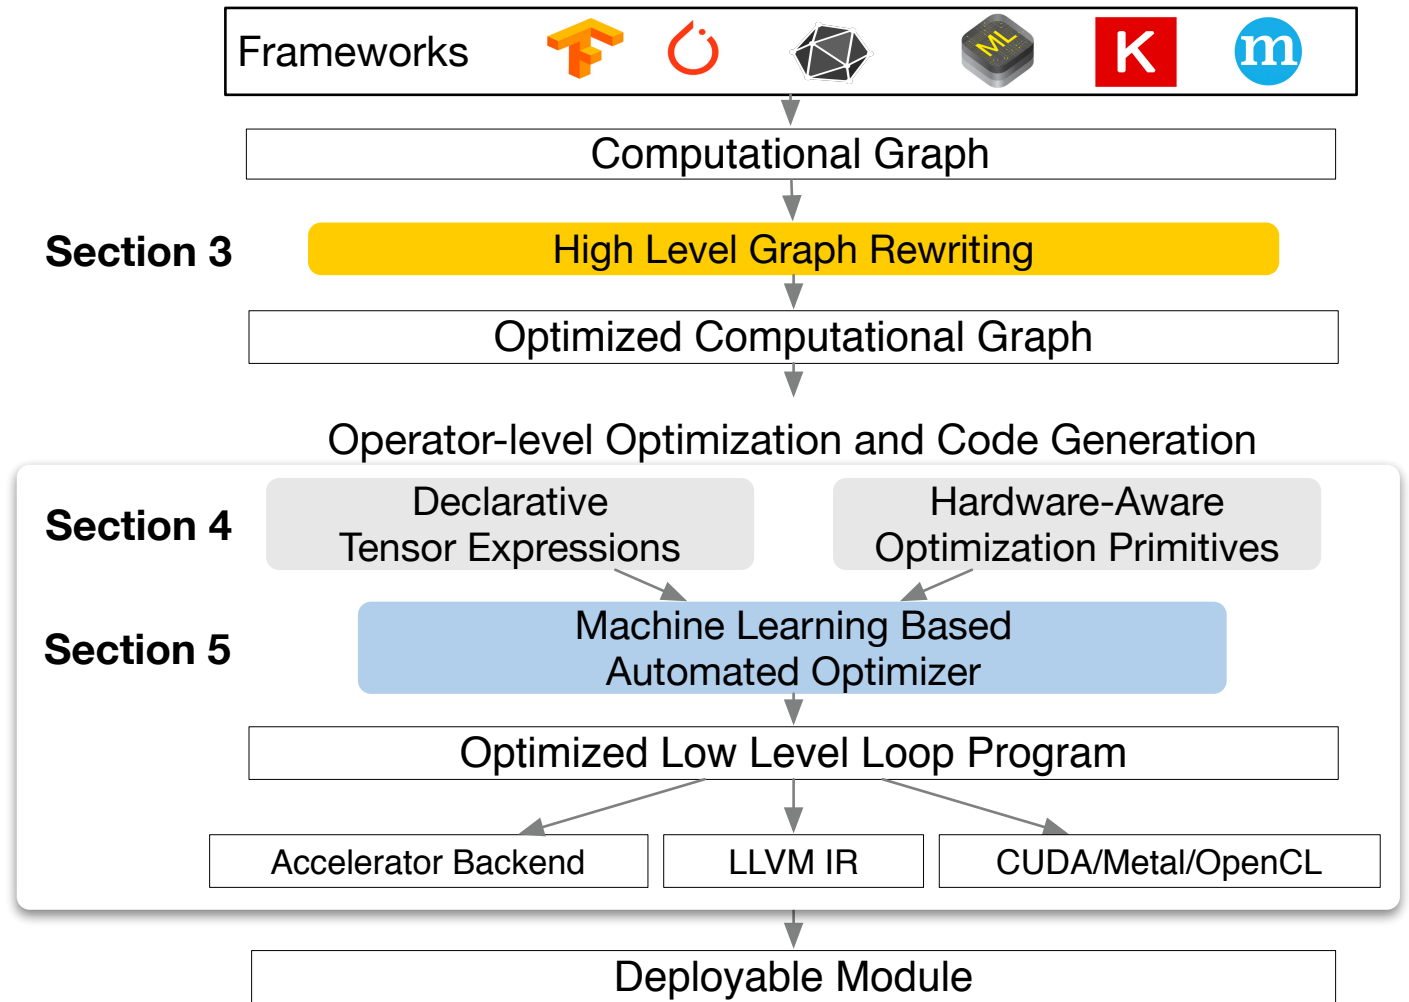 Frameworks
ML
K
m
Computational Graph
Section 3
High Level Graph Rewriting
Optimized Computational Graph
Operator-level Optimization and Code Generation
Section 4
Declarative
Tensor Expressions
Hardware-Aware
Optimization Primitives
Section 5
Machine Learning Based
Automated Optimizer
Optimized Low Level Loop Program
Accelerator Backend
LLVM IR
CUDA/Metal/OpenCL
Deployable Module